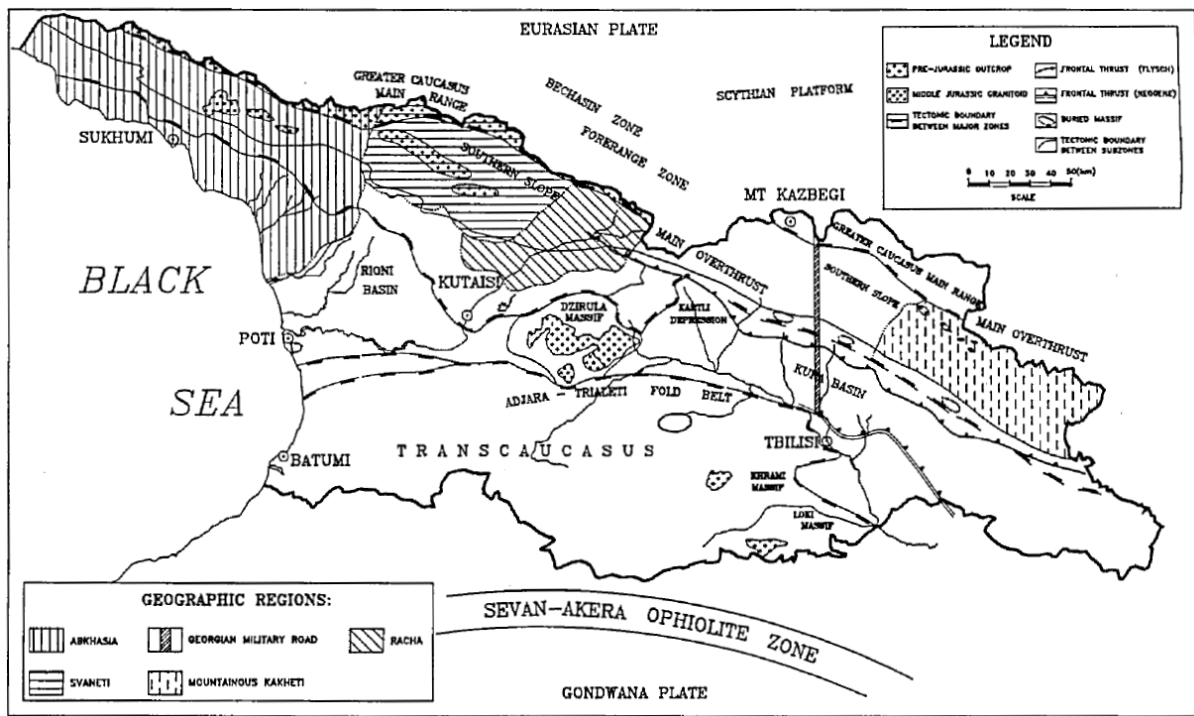 EURASIAN PLATE
LEGEND
PRE-JURASSIC OUTCROP
FRONTAL THRUST (FLYSCH)
MIDDLE JURASSIC GRANITOID
FRONTAL THRUST (NEOGENE)
TECTONIC BOUNDARY
BETWEEN MAJOR ZONES
BURIED MASSIF
TECTONIC BOUNDARY
BETWEEN SUBZONES
0 10 20 30 40 50(km)
SCALE
GREATER CAUCASUS
MAIN RANGE
BECHASIN ZONE
FORERANGE ZONE
SCYTHIAN PLATFORM
SUKHUMI
SOUTHERN SLOPE
MT KAZBEGI
GREATER CAUCASUS MAIN RANGE
SOUTHERN SLOPE
MAIN OVERTHRUST
MAIN OVERTHRUST
BLACK
SEA
RIONI
BASIN
KUTAISI
DZIRULA
MASSIF
KARTLI
DEPRESSION
POTI
KURA BASIN
ADJARA - TRIALETI FOLD BELT
TRANSCAUCASUS
TBILISI
BATUMI
KHRAMI
MASSIF
LOKI
MASSIF
GEOGRAPHIC REGIONS:
ABKHASIA
GEORGIAN MILITARY ROAD
RACHA
SVANETI
MOUNTAINOUS KAKHETI
SEVAN-AKERA OPHIOLITE ZONE
GONDWANA PLATE